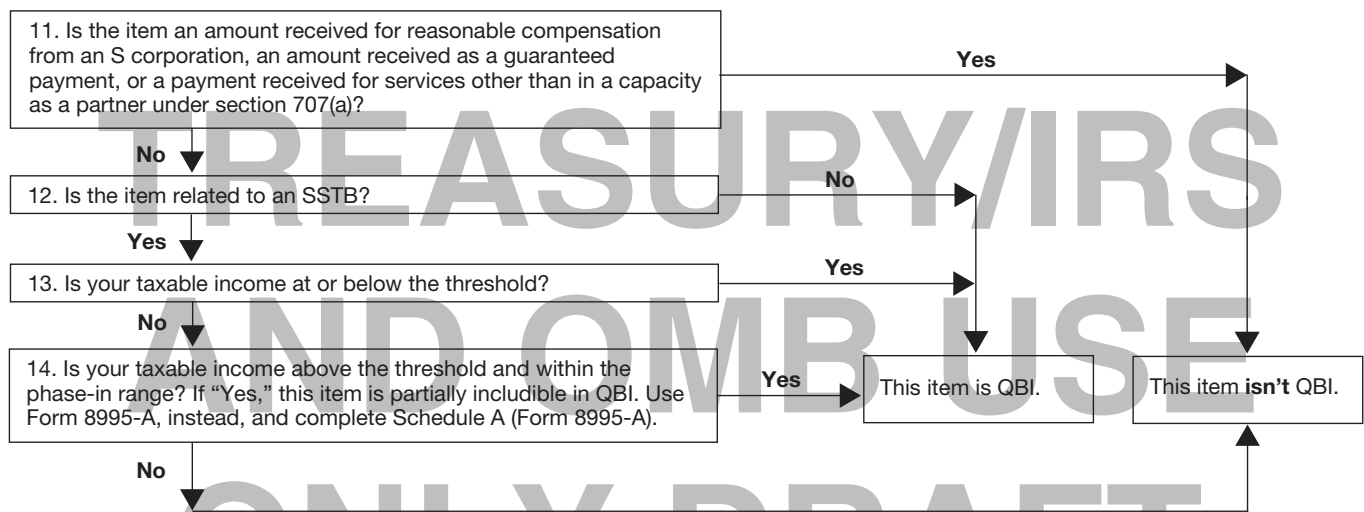 11. Is the item an amount received for reasonable compensation
from an S corporation, an amount received as a guaranteed
payment, or a payment received for services other than in a capacity
as a partner under section 707(a)?
Yes
No
12. Is the item related to an SSTB?
No
Yes
13. Is your taxable income at or below the threshold?
Yes
No
14. Is your taxable income above the threshold and within the
phase-in range? If “Yes,” this item is partially includible in QBI. Use
Form 8995-A, instead, and complete Schedule A (Form 8995-A).
Yes
This item is QBI.
This item isn’t QBI.
No
TREASURY/IRS
AND OMB USE
ONLY DRAFT